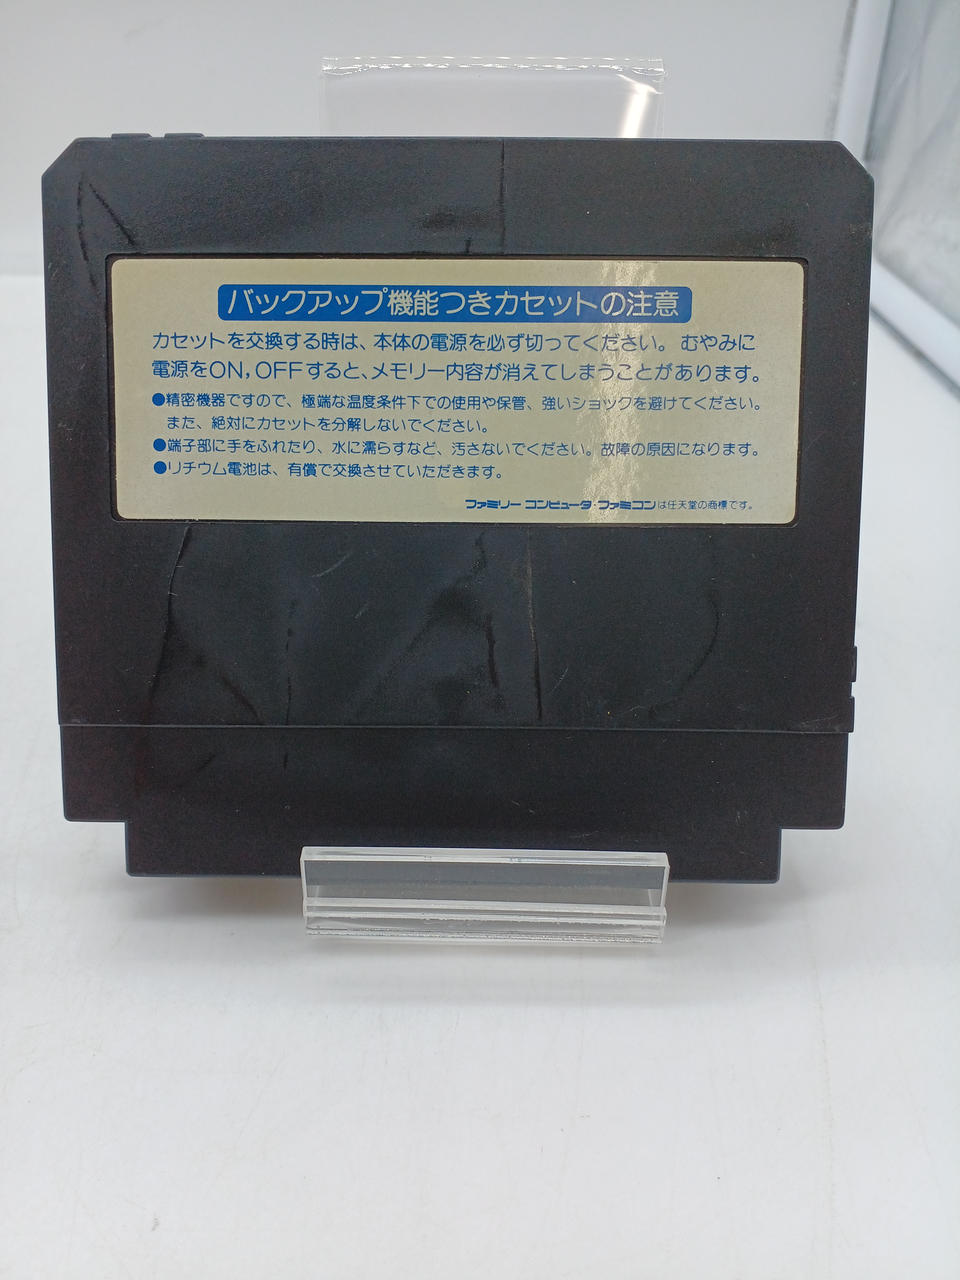 バックアップ機能つきカセットの注意
カセットを交換する時は、本体の電源を必ず切ってください。むやみに
電源をON,OFFすると、メモリー内容が消えてしまうことがあります。
●精密機器ですので、極端な温度条件下での使用や保管、強いショックを避けてください。
また、絶対にカセットを分解しないでください。
●端子部に手をふれたり、水に濡らすなど、汚さないでください。故障の原因になります。
●リチウム電池は、有償で交換させていただきます。
ファミリーコンピュータ・ファミコンは任天堂の商標です。